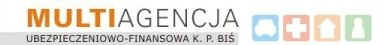 MULTIAGENCJA
UBEZPIECZENIOWO-FINANSOWA K. P. BIŚ